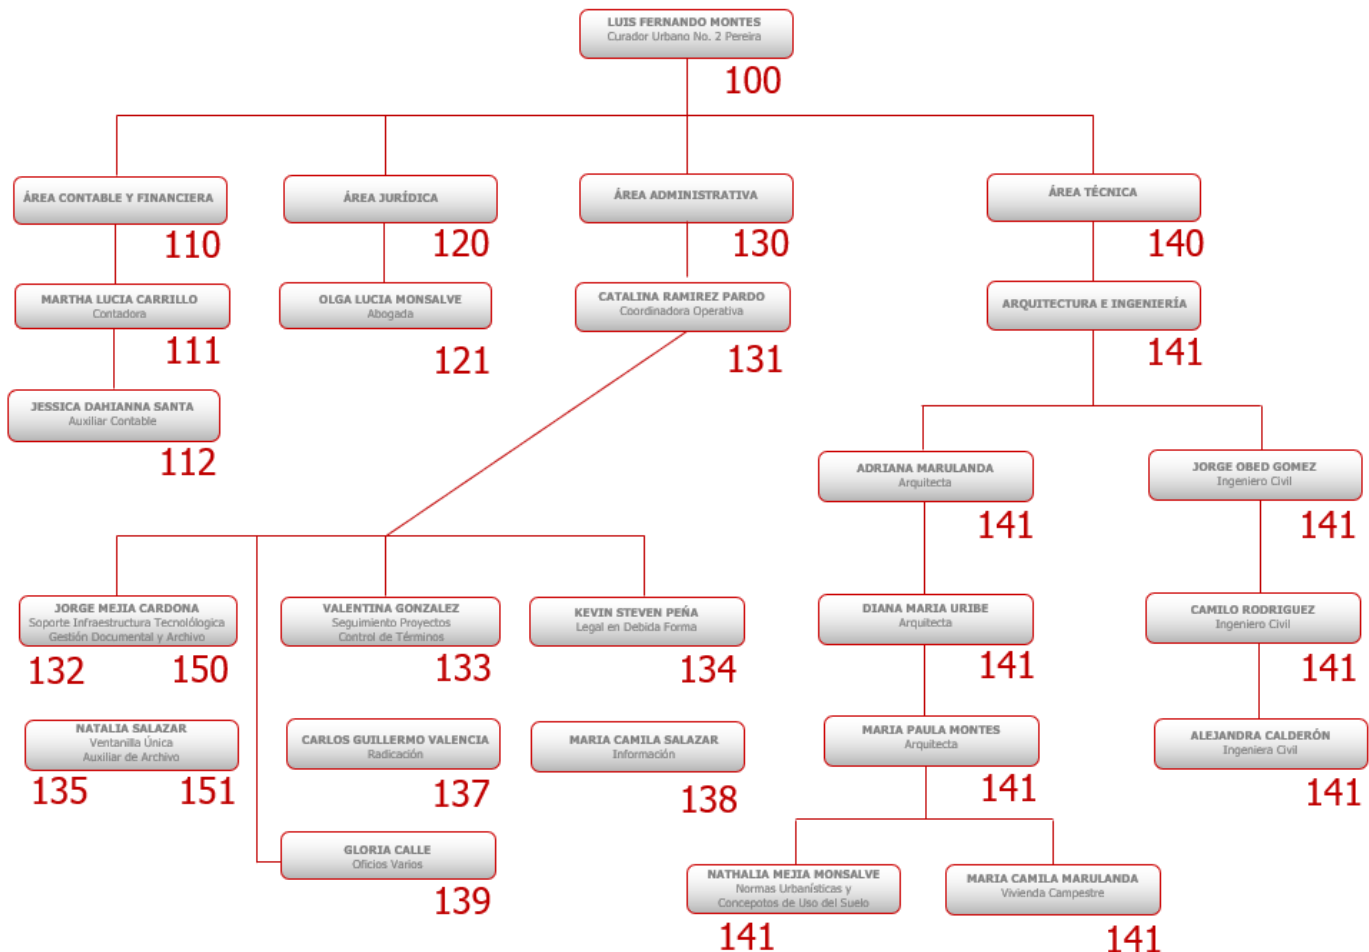 LUIS FERNANDO MONTES
Curador Urbano No. 2 Pereira
100
ÁREA CONTABLE Y FINANCIERA
110
ÁREA JURÍDICA
120
ÁREA ADMINISTRATIVA
130
ÁREA TÉCNICA
140
MARTHA LUCIA CARRILLO
Contadora
111
OLGA LUCIA MONSALVE
Abogada
121
CATALINA RAMIREZ PARDO
Coordinadora Operativa
131
ARQUITECTURA E INGENIERÍA
141
JESSICA DAHIANNA SANTA
Auxiliar Contable
112
ADRIANA MARULANDA
Arquitecta
141
JORGE OBED GOMEZ
Ingeniero Civil
141
JORGE MEJIA CARDONA
Soporte Infraestructura Tecnolólogica
Gestión Documental y Archivo
132 150
VALENTINA GONZALEZ
Seguimiento Proyectos
Control de Términos
133
KEVIN STEVEN PEÑA
Legal en Debida Forma
134
DIANA MARIA URIBE
Arquitecta
141
CAMILO RODRIGUEZ
Ingeniero Civil
141
NATALIA SALAZAR
Ventanilla Única
Auxiliar de Archivo
135 151
CARLOS GUILLERMO VALENCIA
Radicación
137
MARIA CAMILA SALAZAR
Información
138
MARIA PAULA MONTES
Arquitecta
141
ALEJANDRA CALDERÓN
Ingeniera Civil
141
GLORIA CALLE
Oficios Varios
139
NATHALIA MEJIA MONSALVE
Normas Urbanísticas y
Concepotos de Uso del Suelo
141
MARIA CAMILA MARULANDA
Vivienda Campestre
141